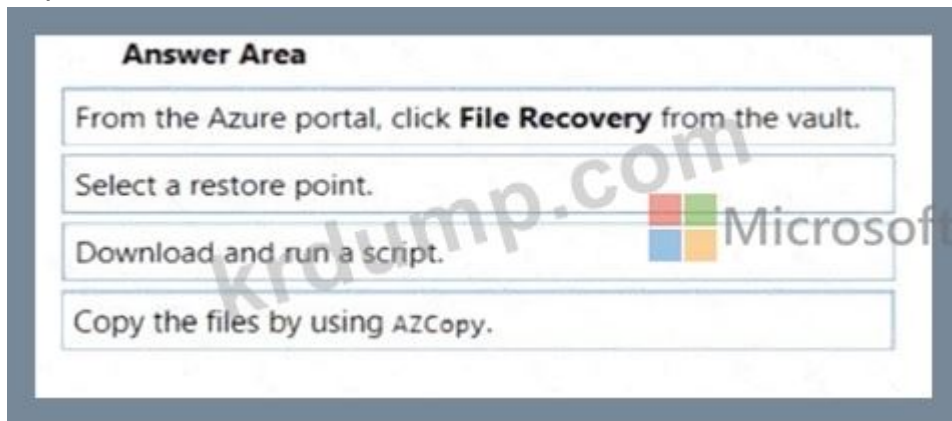 Answer Area
From the Azure portal, click File Recovery from the vault.
Select a restore point.
Download and run a script.
Copy the files by using AZCopy.
krdump.com
Microsoft